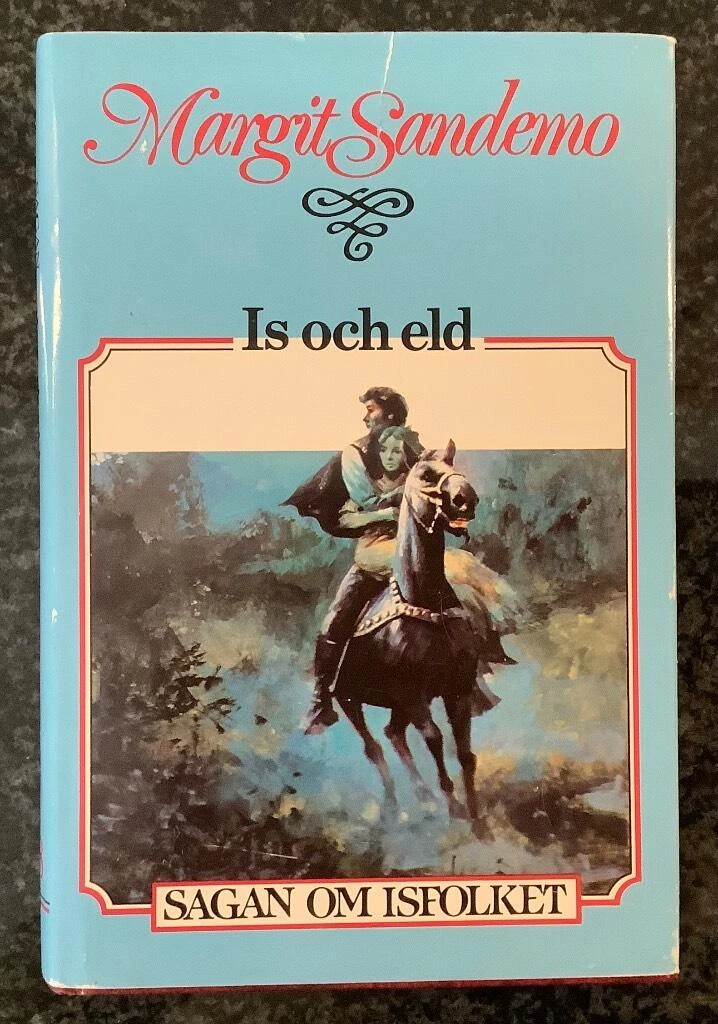 Margit Sandemo
Is och eld
SAGAN OM ISFOLKET